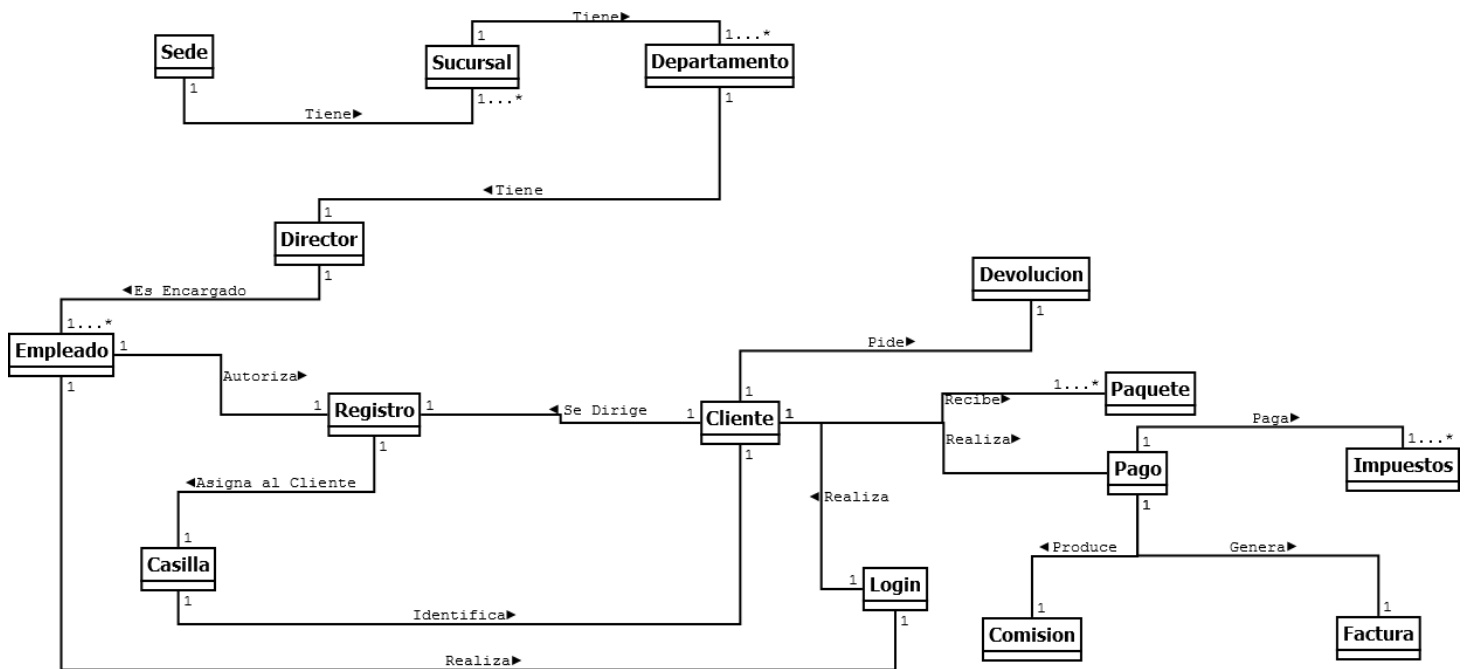 Tiene►
1
1...*
Sede
Sucursal
Departamento
1
1...*
1
Tiene►
◄Tiene
1
Director
1
Devolucion
◄Es Encargado
1
1...*
Empleado
1
Pide►
1
Autoriza►
1
1...*
Paquete
1
Registro
1
◄Se Dirige
1
Cliente
1
Recibe►
Paga►
1
1
Realiza►
1
1...*
Pago
Impuestos
◄Asigna al Cliente
◄Realiza
1
1
Casilla
◄Produce
Genera►
1
1
Login
Identifica►
1
1
1
Comision
Factura
Realiza►